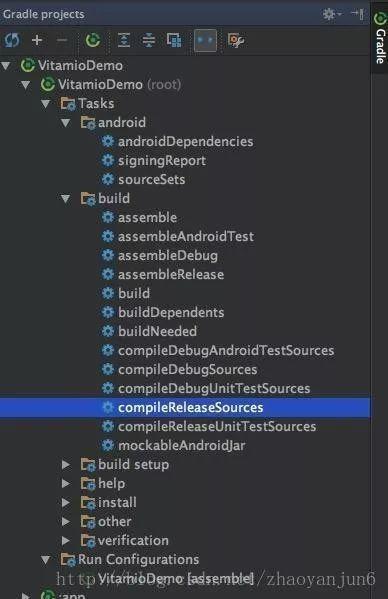 Gradle projects
Gradle
VitamioDemo
VitamioDemo (root)
Tasks
android
androidDependencies
signingReport
sourceSets
build
assemble
assembleAndroidTest
assembleDebug
assembleRelease
build
buildDependents
buildNeeded
compileDebugAndroidTestSources
compileDebugSources
compileDebugUnitTestSources
compileReleaseSources
compileReleaseUnitTestSources
mockableAndroidJar
build setup
help
install
other
verification
Run Configurations
VitamioDemo [assemble]
http://blog.csdn.net/zhaoyanjun6
:app